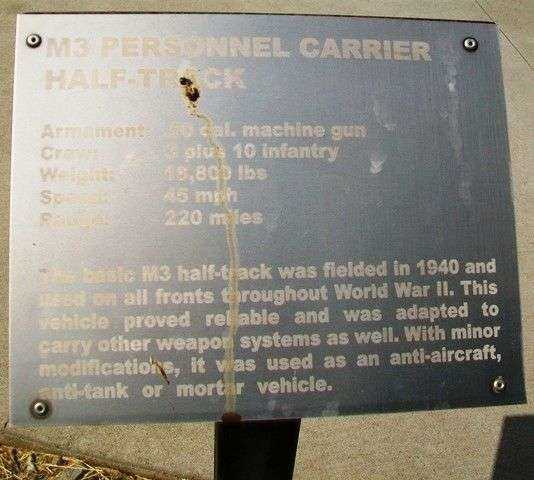 M3 PERSONNEL CARRIER
HALF-TRACK
Armament: .50 cal. machine gun
Crew: 3 plus 10 infantry
Weight: 18,800 lbs
Speed: 45 mph
Range: 220 miles
The basic M3 half-track was fielded in 1940 and
used on all fronts throughout World War II. This
vehicle proved reliable and was adapted to
carry other weapon systems as well. With minor
modifications, it was used as an anti-aircraft,
anti-tank or mortar vehicle.